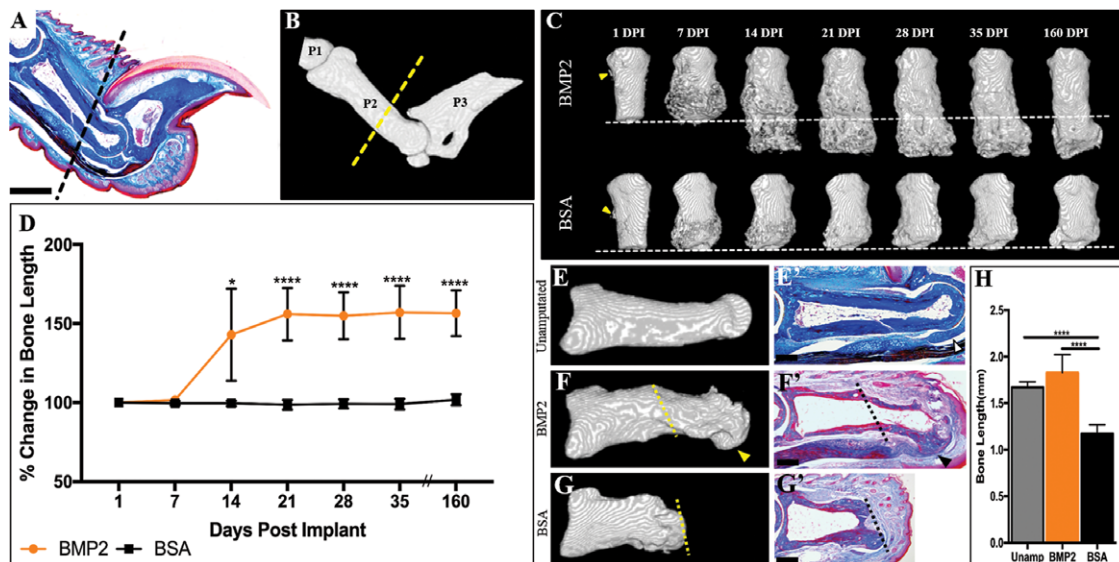 A
B
P1
P2
P3
C
1 DPI 7 DPI 14 DPI 21 DPI 28 DPI 35 DPI 160 DPI
BMP2
BSA
D
% Change in Bone Length
200
150
100
50
* **** **** **** ****
1 7 14 21 28 35 // 160
Days Post Implant
BMP2 BSA
E
Unamputated
E'
F
BMP2
F'
G
BSA
G'
H
Bone Length(mm)
2.5
2.0
1.5
1.0
0.5
0.0
****
****
Unamp BMP2 BSA